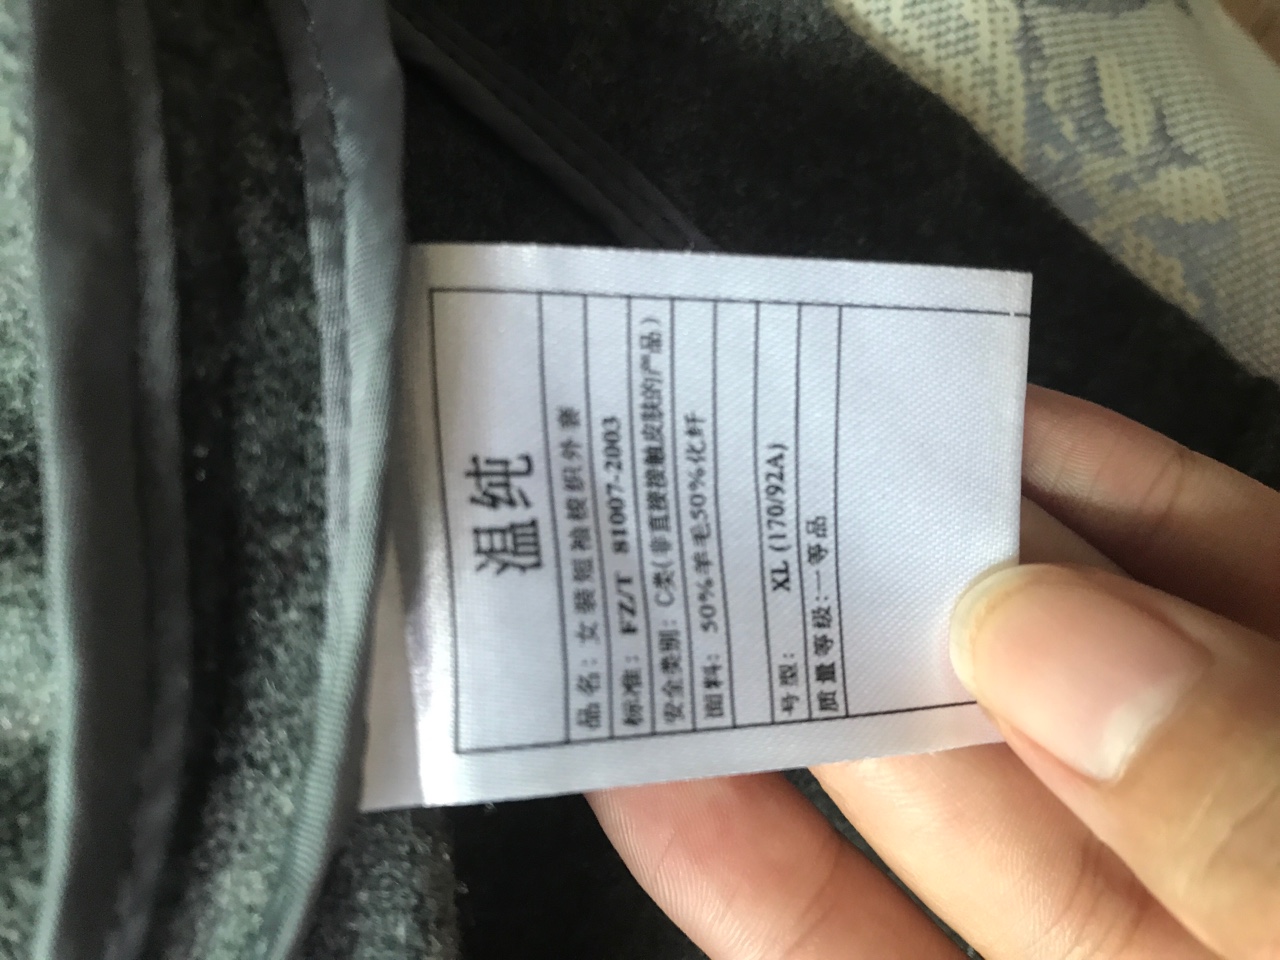 温纯
品名：女装短袖梭织外套
标准：FZ/T 81007-2003
安全类别：C类(非直接接触皮肤的产品)
面料：50%羊毛50%化纤
号型：XL (170/92A)
质量等级:一等品